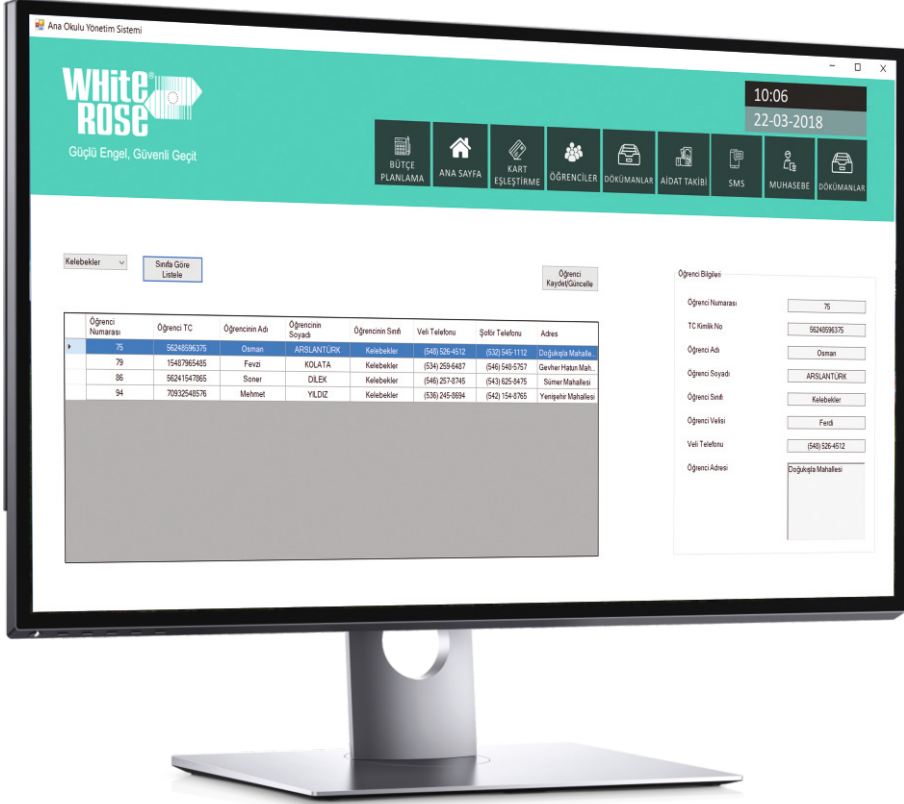 Ana Okulu Yönetim Sistemi
WHitE
ROSE
Güçlü Engel, Güvenli Geçit
10:06
22-03-2018
BÜTÇE
PLANLAMA
ANA SAYFA
KART
EŞLEŞTİRME
ÖĞRENCİLER
DÖKÜMANLAR
AİDAT TAKİBİ
SMS
MUHASEBE
DÖKÜMANLAR
Kelebekler
Sınıfa Göre
Listele
Öğrenci
Kaydet/Güncelle
Öğrenci Numarası Öğrenci TC Öğrencinin Adı Öğrencinin Soyadı Öğrencinin Sınıfı Veli Telefonu Şoför Telefonu Adres
75 56248596375 Osman ARSLANTÜRK Kelebekler (548) 526-4512 (532) 545-1112 Doğukışla Mahalle...
79 15487965485 Fevzi KOLATA Kelebekler (534) 259-6487 (546) 548-5757 Gevher Hatun Mah...
86 56241547865 Soner DİLEK Kelebekler (546) 257-8745 (543) 625-8475 Sümer Mahallesi
94 70932548576 Mehmet YILDIZ Kelebekler (536) 245-8694 (542) 154-8765 Yenişehir Mahallesi
Öğrenci Bilgileri
Öğrenci Numarası 75
TC Kimlik No 56248596375
Öğrenci Adı Osman
Öğrenci Soyadı ARSLANTÜRK
Öğrenci Sınıfı Kelebekler
Öğrenci Velisi Ferdi
Veli Telefonu (548) 526-4512
Öğrenci Adresi Doğukışla Mahallesi